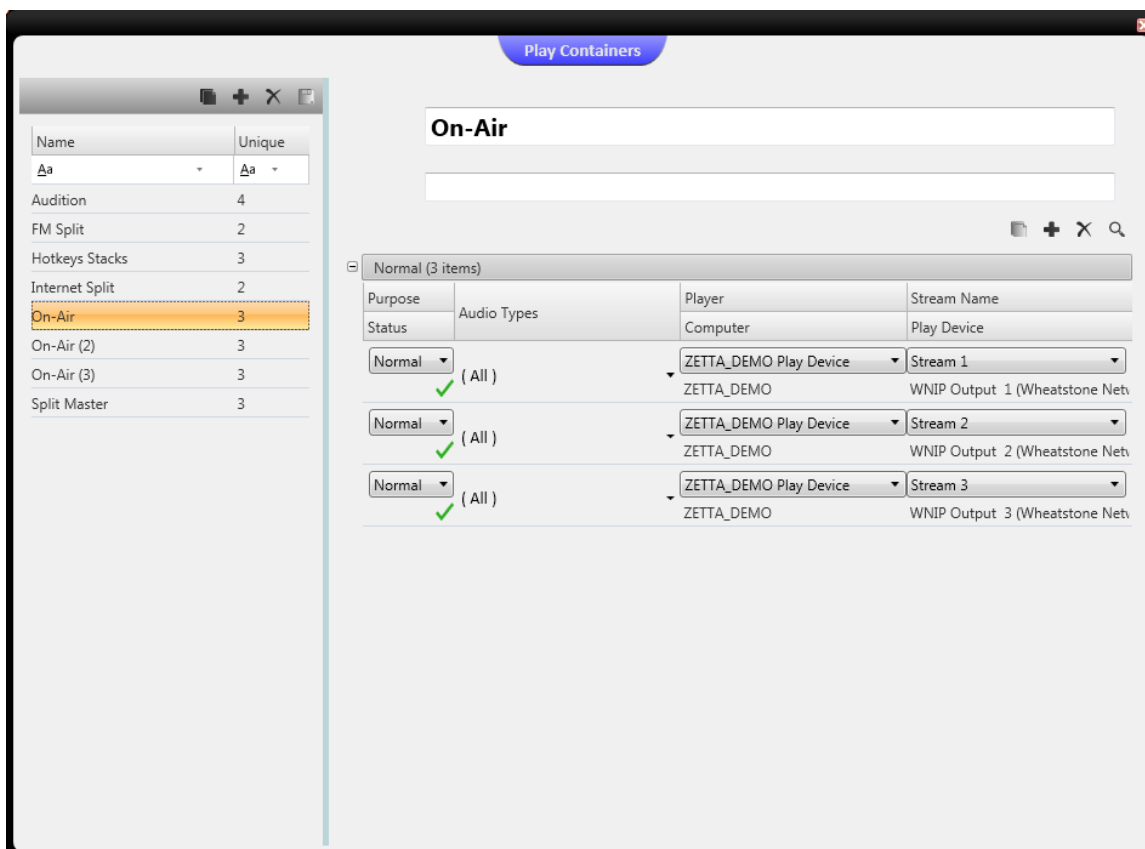 Play Containers
Name Unique
Aa Aa
Audition 4
FM Split 2
Hotkeys Stacks 3
Internet Split 2
On-Air 3
On-Air (2) 3
On-Air (3) 3
Split Master 3
On-Air
Normal (3 items)
Purpose Audio Types Player Stream Name
Status Computer Play Device
Normal ( All ) ZETTA_DEMO Play Device Stream 1
ZETTA_DEMO WNIP Output 1 (Wheatstone Netw
Normal ( All ) ZETTA_DEMO Play Device Stream 2
ZETTA_DEMO WNIP Output 2 (Wheatstone Netw
Normal ( All ) ZETTA_DEMO Play Device Stream 3
ZETTA_DEMO WNIP Output 3 (Wheatstone Netw